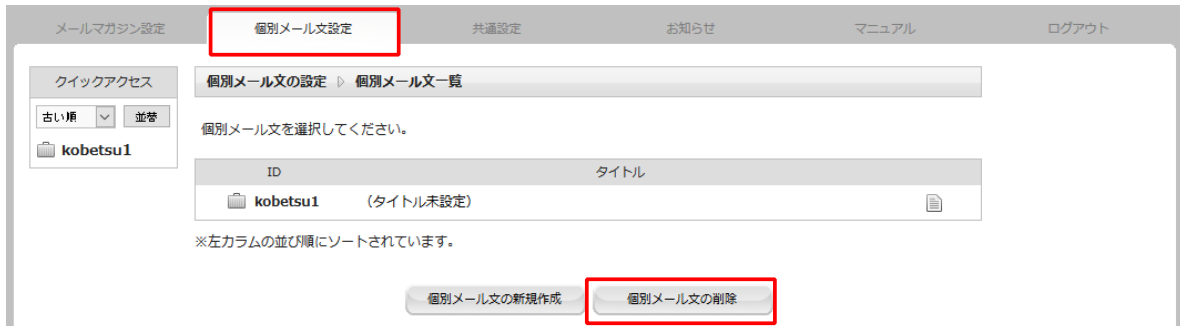 メールマガジン設定 個別メール文設定 共通設定 お知らせ マニュアル ログアウト
クイックアクセス
古い順 並替
kobetsu1
個別メール文の設定 ▷ 個別メール文一覧
個別メール文を選択してください。
ID タイトル
kobetsu1 (タイトル未設定)
※左カラムの並び順にソートされています。
個別メール文の新規作成 個別メール文の削除